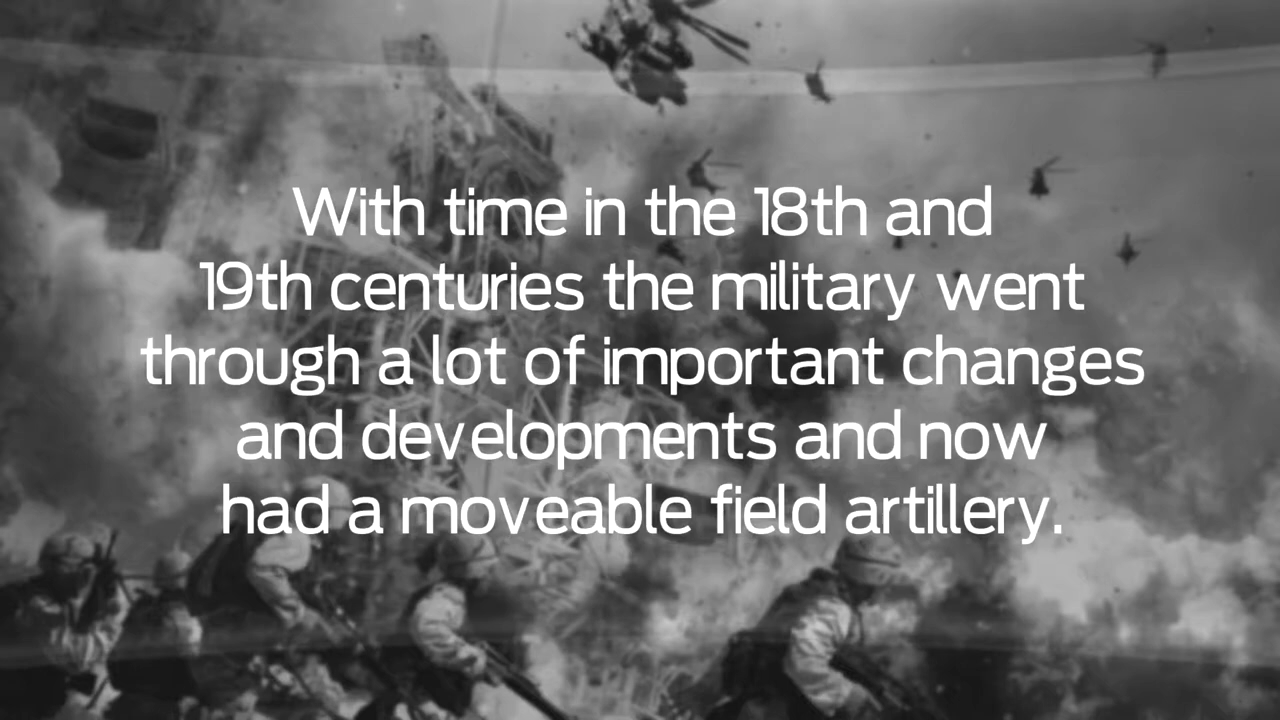 With time in the 18th and
19th centuries the military went
through a lot of important changes
and developments and now
had a moveable field artillery.